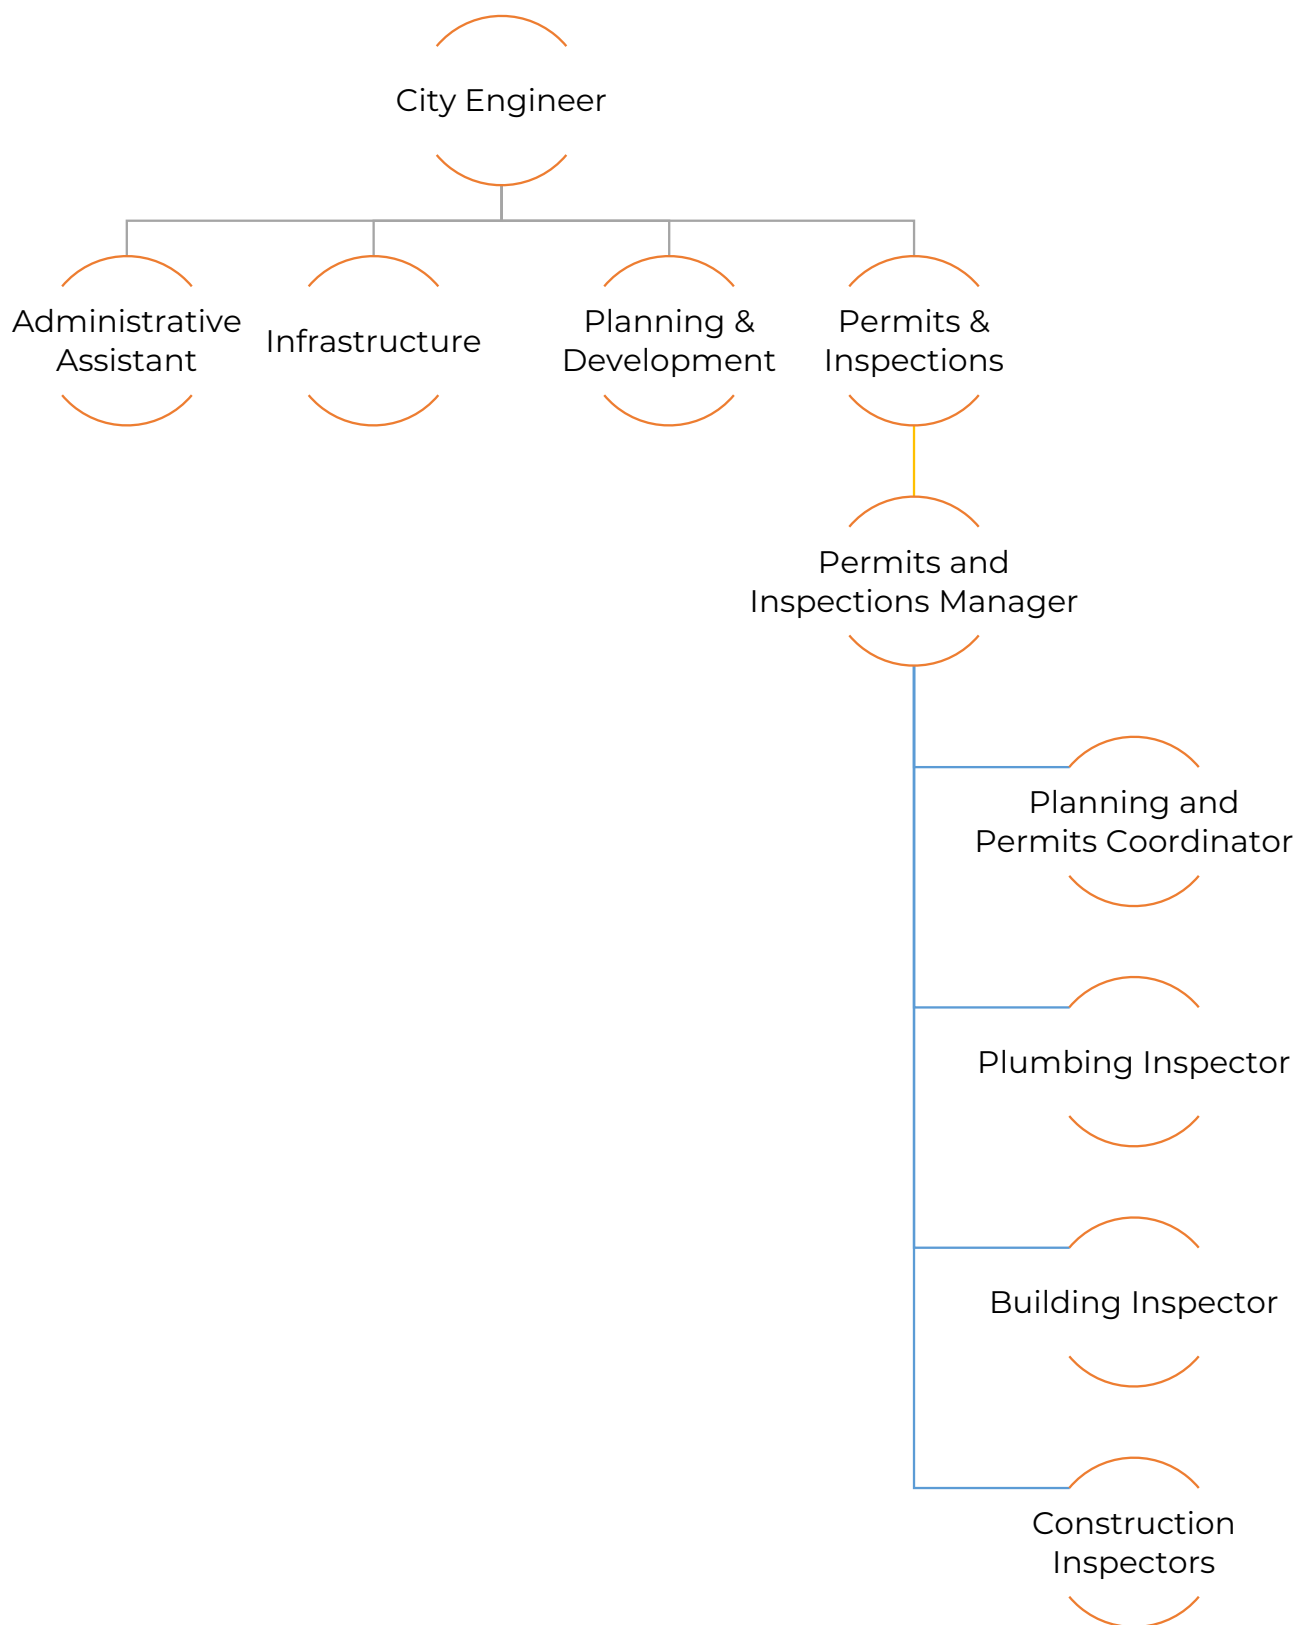 City Engineer
Administrative
Assistant
Infrastructure
Planning &
Development
Permits &
Inspections
Permits and
Inspections Manager
Planning and
Permits Coordinator
Plumbing Inspector
Building Inspector
Construction
Inspectors